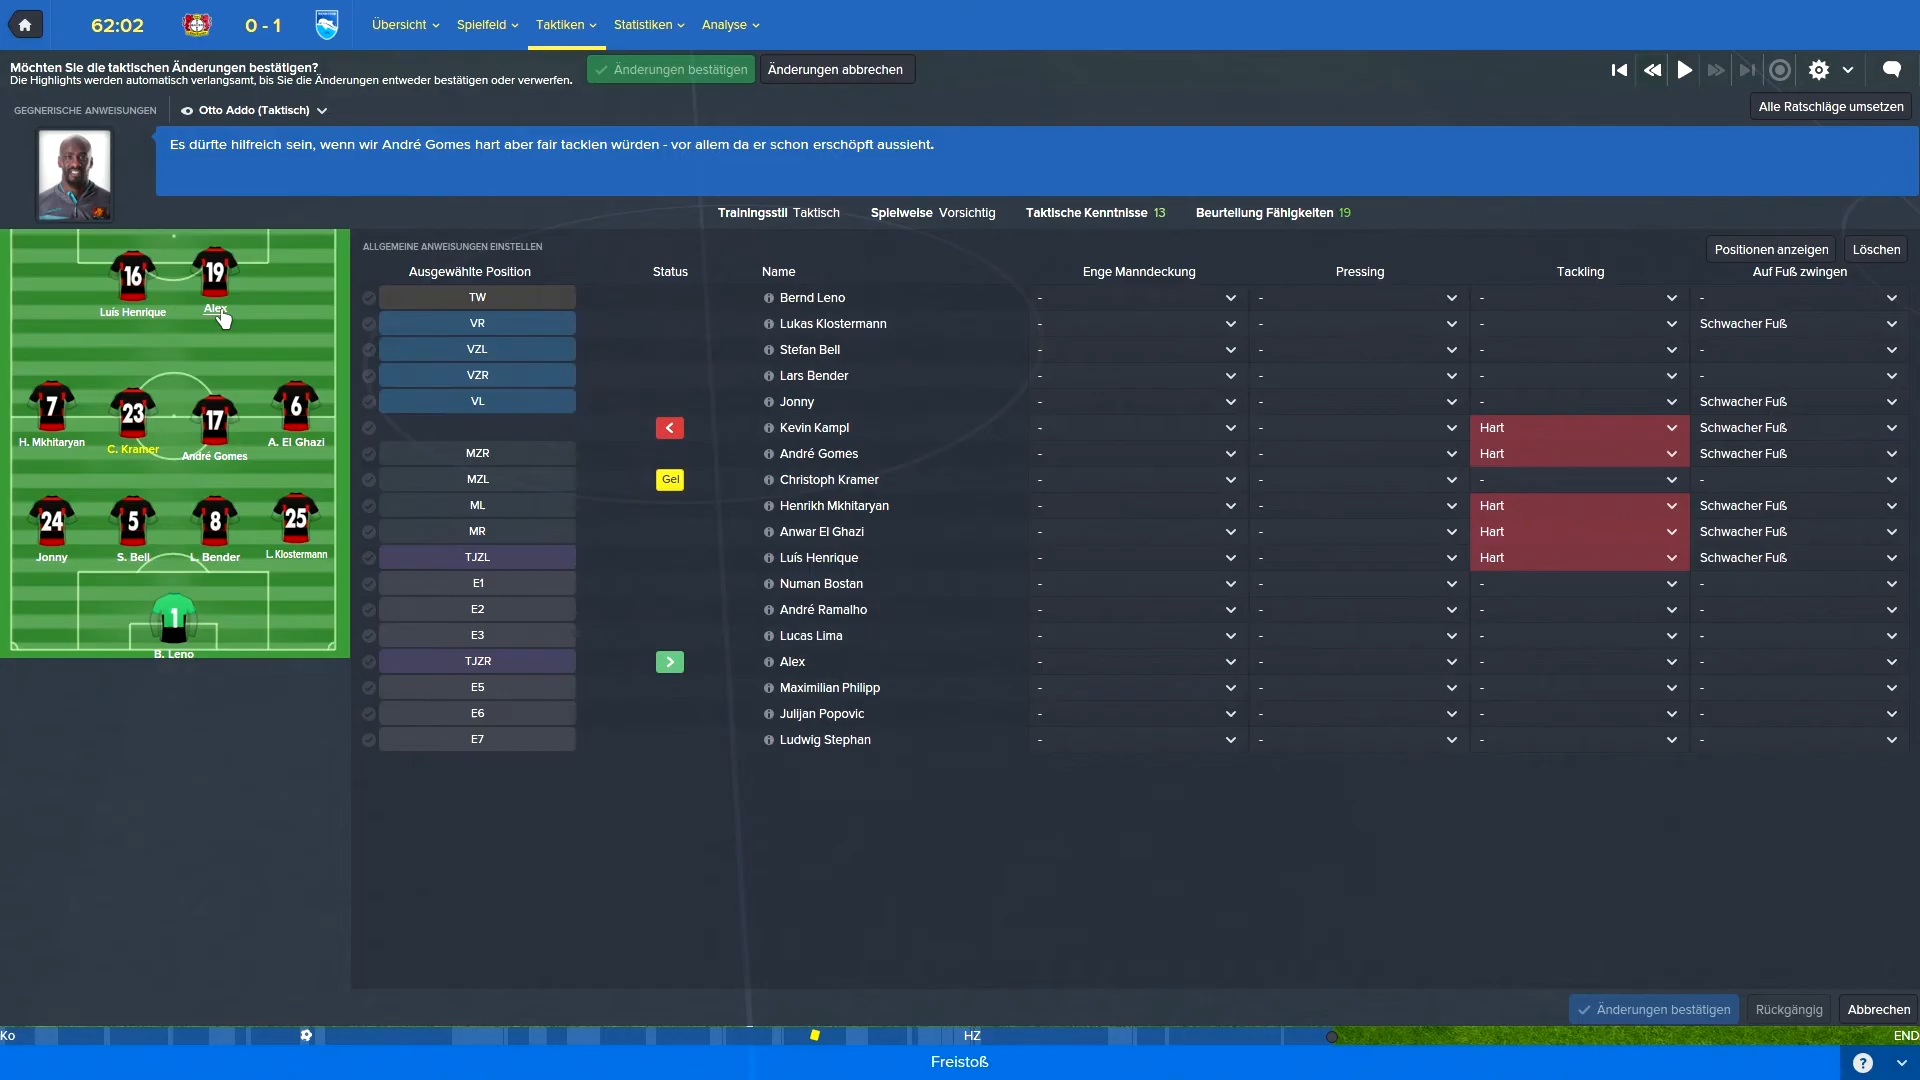 62:02
0 - 1
Übersicht
Spielfeld
Taktiken
Statistiken
Analyse
Möchten Sie die taktischen Änderungen bestätigen?
Die Highlights werden automatisch verlangsamt, bis Sie die Änderungen entweder bestätigen oder verwerfen.
Änderungen bestätigen
Änderungen abbrechen
GEGNERISCHE ANWEISUNGEN
Otto Addo (Taktisch)
Alle Ratschläge umsetzen
Es dürfte hilfreich sein, wenn wir André Gomes hart aber fair tacklen würden - vor allem da er schon erschöpft aussieht.
Trainingsstil Taktisch
Spielweise Vorsichtig
Taktische Kenntnisse 13
Beurteilung Fähigkeiten 19
16
Luís Henrique
19
Alex
7
H. Mkhitaryan
23
C. Kramer
17
André Gomes
6
A. El Ghazi
24
Jonny
5
S. Bell
8
L. Bender
25
L. Klostermann
1
B. Leno
ALLGEMEINE ANWEISUNGEN EINSTELLEN
Positionen anzeigen
Löschen
Ausgewählte Position Status Name Enge Manndeckung Pressing Tackling Auf Fuß zwingen
TW Bernd Leno - - - -
VR Lukas Klostermann - - - Schwacher Fuß
VZL Stefan Bell - - - -
VZR Lars Bender - - - -
VL Jonny - - - Schwacher Fuß
Kevin Kampl - - Hart Schwacher Fuß
MZR André Gomes - - Hart Schwacher Fuß
MZL Gel Christoph Kramer - - - -
ML Henrikh Mkhitaryan - - Hart Schwacher Fuß
MR Anwar El Ghazi - - Hart Schwacher Fuß
TJZL Luís Henrique - - Hart Schwacher Fuß
E1 Numan Bostan - - - -
E2 André Ramalho - - - -
E3 Lucas Lima - - - -
TJZR Alex - - - -
E5 Maximilian Philipp - - - -
E6 Julijan Popovic - - - -
E7 Ludwig Stephan - - - -
Änderungen bestätigen
Rückgängig
Abbrechen
Ko
HZ
END
Freistoß
?